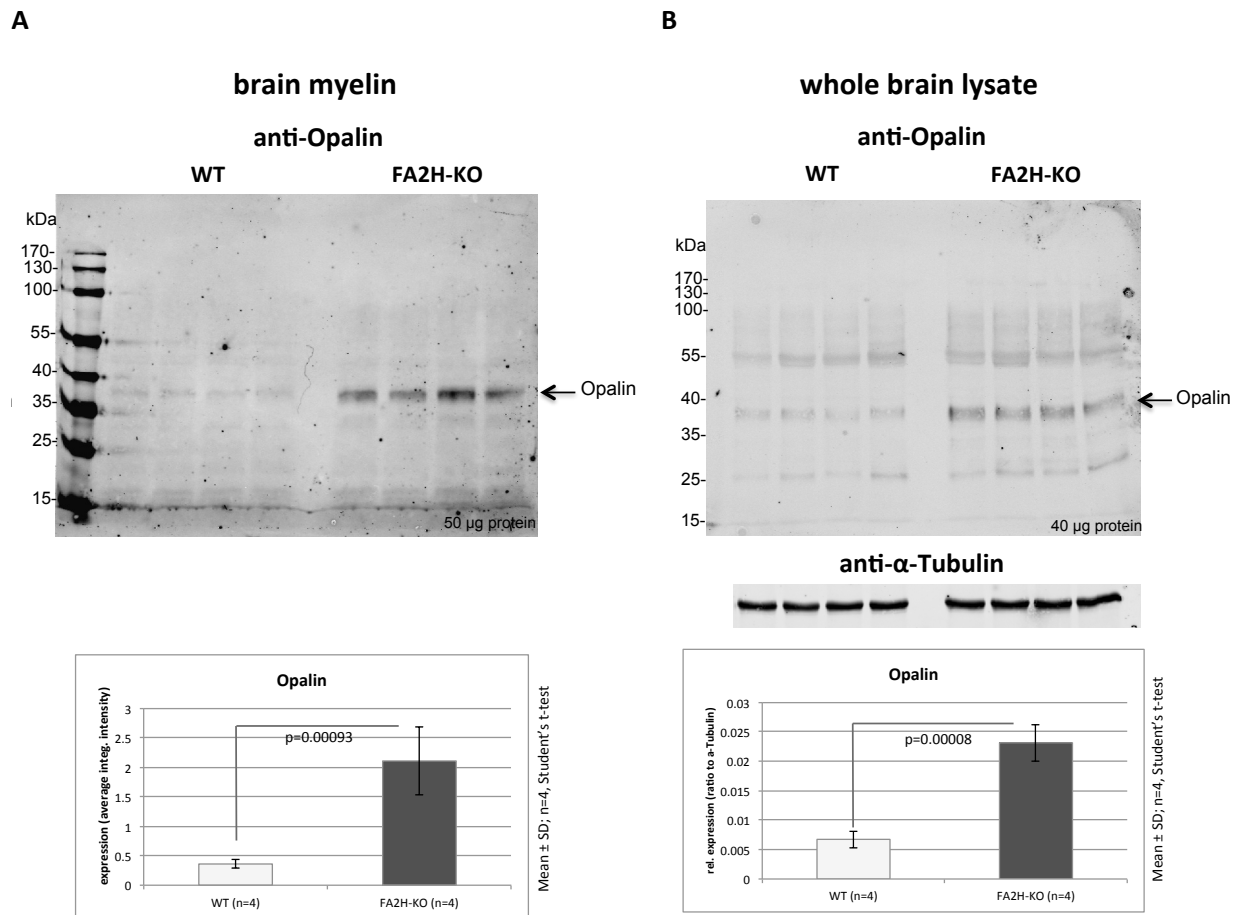 A
brain myelin
anti-Opalin
WT FA2H-KO
kDa
170-
130-
100-
55-
40-
35-
25-
15-
Opalin
50 µg protein
Opalin
expression (average integ. intensity)
3
2.5
2
1.5
1
0.5
0
p=0.00093
WT (n=4) FA2H-KO (n=4)
Mean ± SD; n=4, Student's t-test
B
whole brain lysate
anti-Opalin
WT FA2H-KO
kDa
170-
130-
100-
55-
40-
35-
25-
15-
Opalin
40 µg protein
anti-α-Tubulin
Opalin
rel. expression (ratio to a-Tubulin)
0.03
0.025
0.02
0.015
0.01
0.005
0
p=0.00008
WT (n=4) FA2H-KO (n=4)
Mean ± SD; n=4, Student's t-test